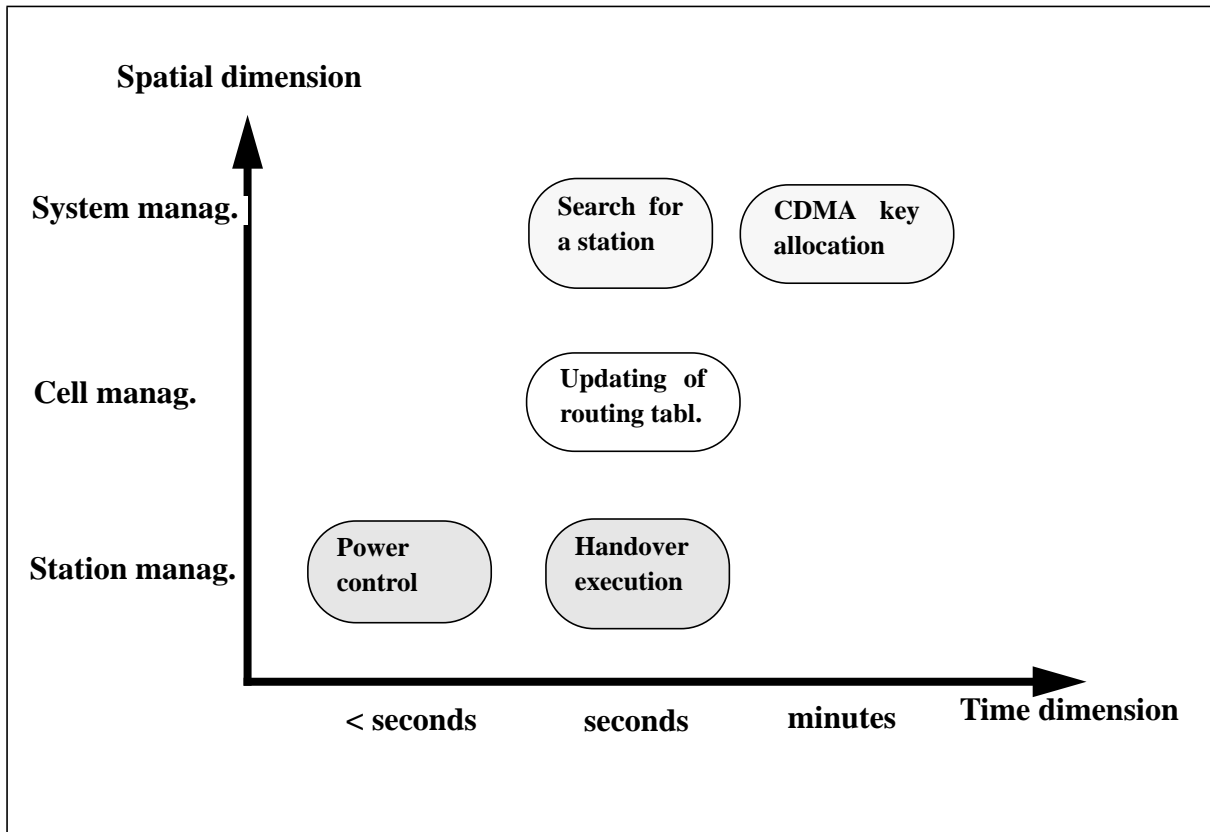 Spatial dimension
System manag.
Search for
a station
CDMA key
allocation
Cell manag.
Updating of
routing tabl.
Station manag.
Power
control
Handover
execution
< seconds
seconds
minutes
Time dimension